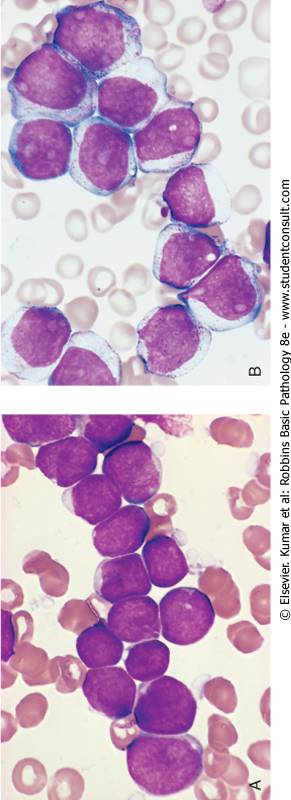 B
A
© Elsevier. Kumar et al: Robbins Basic Pathology 8e - www.studentconsult.com